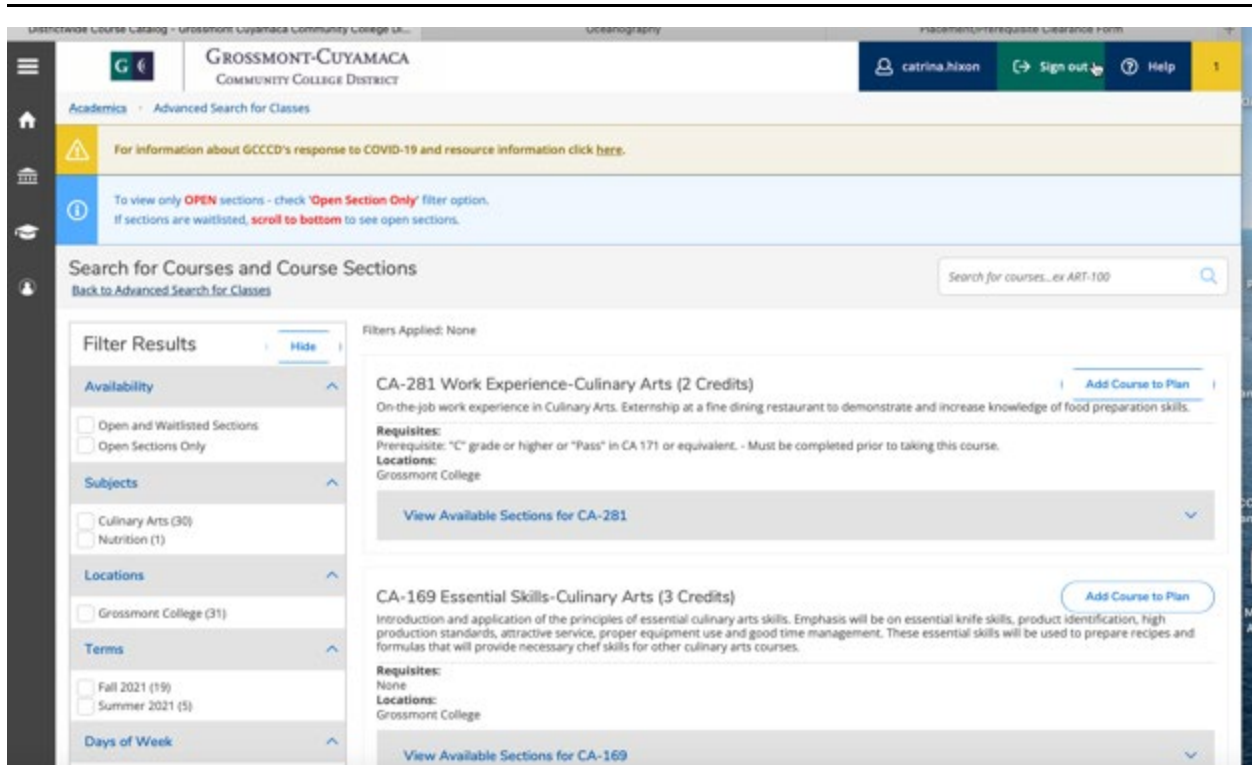 Districtwide Course Catalog - Grossmont Cuyamaca Community College Di...
Oceanography
Placement/Prerequisite Clearance Form
GROSSMONT-CUYAMACA
COMMUNITY COLLEGE DISTRICT
catrina.hixon
Sign out
Help
1
Academics
Advanced Search for Classes
For information about GCCCD's response to COVID-19 and resource information click here.
To view only OPEN sections - check 'Open Section Only' filter option.
If sections are waitlisted, scroll to bottom to see open sections.
Search for Courses and Course Sections
Back to Advanced Search for Classes
Search for courses...ex ART-100
Filter Results
Hide
Availability
Open and Waitlisted Sections
Open Sections Only
Subjects
Culinary Arts (30)
Nutrition (1)
Locations
Grossmont College (31)
Terms
Fall 2021 (19)
Summer 2021 (5)
Days of Week
Filters Applied: None
CA-281 Work Experience-Culinary Arts (2 Credits)
Add Course to Plan
On-the-job work experience in Culinary Arts. Externship at a fine dining restaurant to demonstrate and increase knowledge of food preparation skills.
Requisites:
Prerequisite: "C" grade or higher or "Pass" in CA 171 or equivalent. - Must be completed prior to taking this course.
Locations:
Grossmont College
View Available Sections for CA-281
CA-169 Essential Skills-Culinary Arts (3 Credits)
Add Course to Plan
Introduction and application of the principles of essential culinary arts skills. Emphasis will be on essential knife skills, product identification, high
production standards, attractive service, proper equipment use and good time management. These essential skills will be used to prepare recipes and
formulas that will provide necessary chef skills for other culinary arts courses.
Requisites:
None
Locations:
Grossmont College
View Available Sections for CA-169